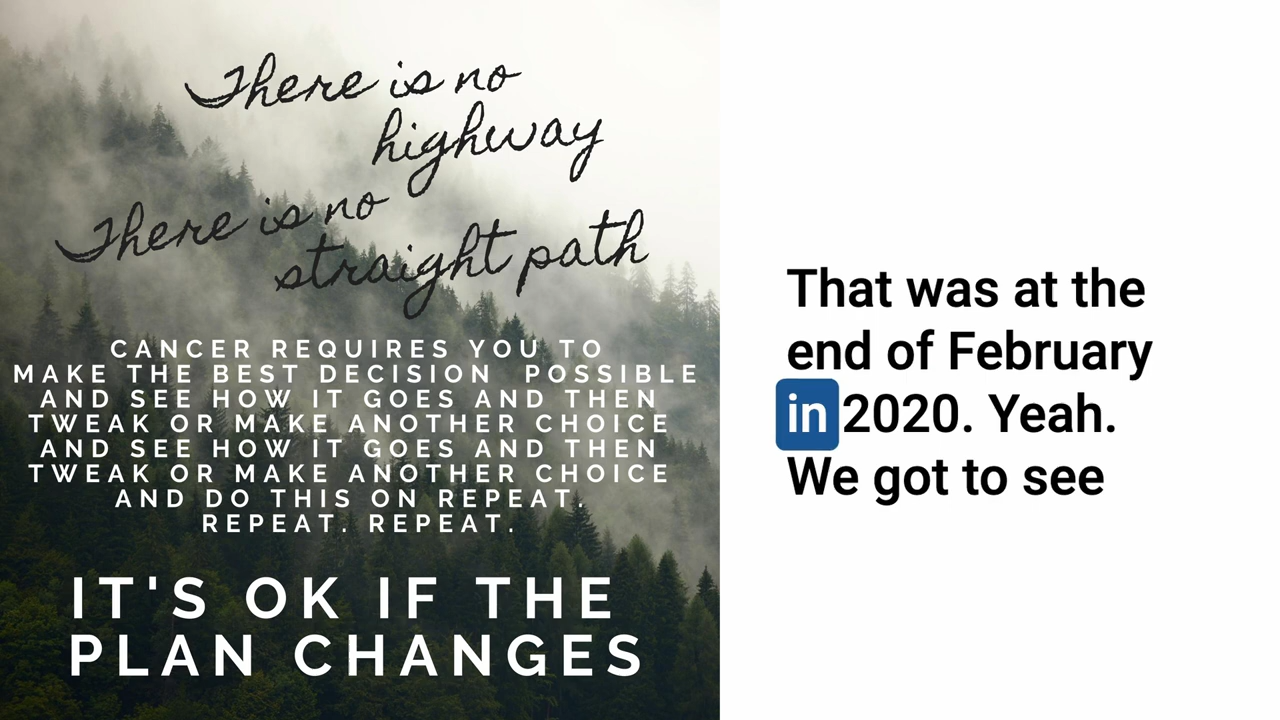 There is no
highway
There is no
straight path
CANCER REQUIRES YOU TO
MAKE THE BEST DECISION POSSIBLE
AND SEE HOW IT GOES AND THEN
TWEAK OR MAKE ANOTHER CHOICE
AND SEE HOW IT GOES AND THEN
TWEAK OR MAKE ANOTHER CHOICE
AND DO THIS ON REPEAT.
REPEAT. REPEAT.
IT'S OK IF THE
PLAN CHANGES
That was at the
end of February
in 2020. Yeah.
We got to see